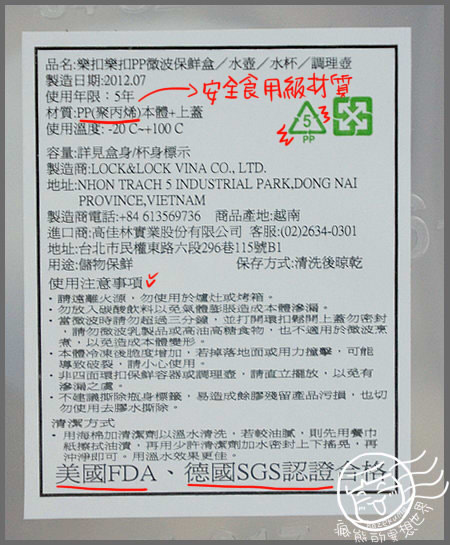 品名:樂扣樂扣PP微波保鮮盒／水壺／水杯／調理壺
製造日期:2012.07
安全食用級材質
使用年限：5年
材質:PP(聚丙烯)本體+上蓋
5
PP
使用溫度: -20 C~+100 C
容量:詳見盒身/杯身標示
製造商:LOCK&LOCK VINA CO., LTD.
地址:NHON TRACH 5 INDUSTRIAL PARK,DONG NAI
PROVINCE,VIETNAM
製造商電話:+84 613569736 商品產地:越南
進口商:高佳林實業股份有限公司 客服:(02)2634-0301
地址:台北市民權東路六段296巷115號B1
用途:儲物保鮮 保存方式:清洗後晾乾
使用注意事項
・請遠離火源，勿使用於爐灶或烤箱。
・勿放入碳酸飲料以免氣體膨脹造成本體滲漏。
・當微波時請勿超過三分鐘，並打開環扣鬆開上蓋勿密封
，請勿微波乳製品或高油高糖食物，也不適用於微波烹
煮，以免造成本體變形。
・本體冷凍後脆度增加，若掉落地面或用力撞擊，可能
導致破裂，請小心使用。
・非四面環扣保鮮容器或調理壺，請直立擺放，以免有
滲漏之虞。
・不建議撕除瓶身標籤，易造成餘膠殘留產品污損，也切
勿使用去膠水撕除。
清潔方式
・用海棉加清潔劑以溫水清洗，若較油膩，則先用餐巾
紙擦拭油漬，再用少許清潔劑加水密封上下搖晃，再
沖淨即可。用溫水效果更佳。
美國FDA、德國SGS認證合格
瘋熊的異想世界